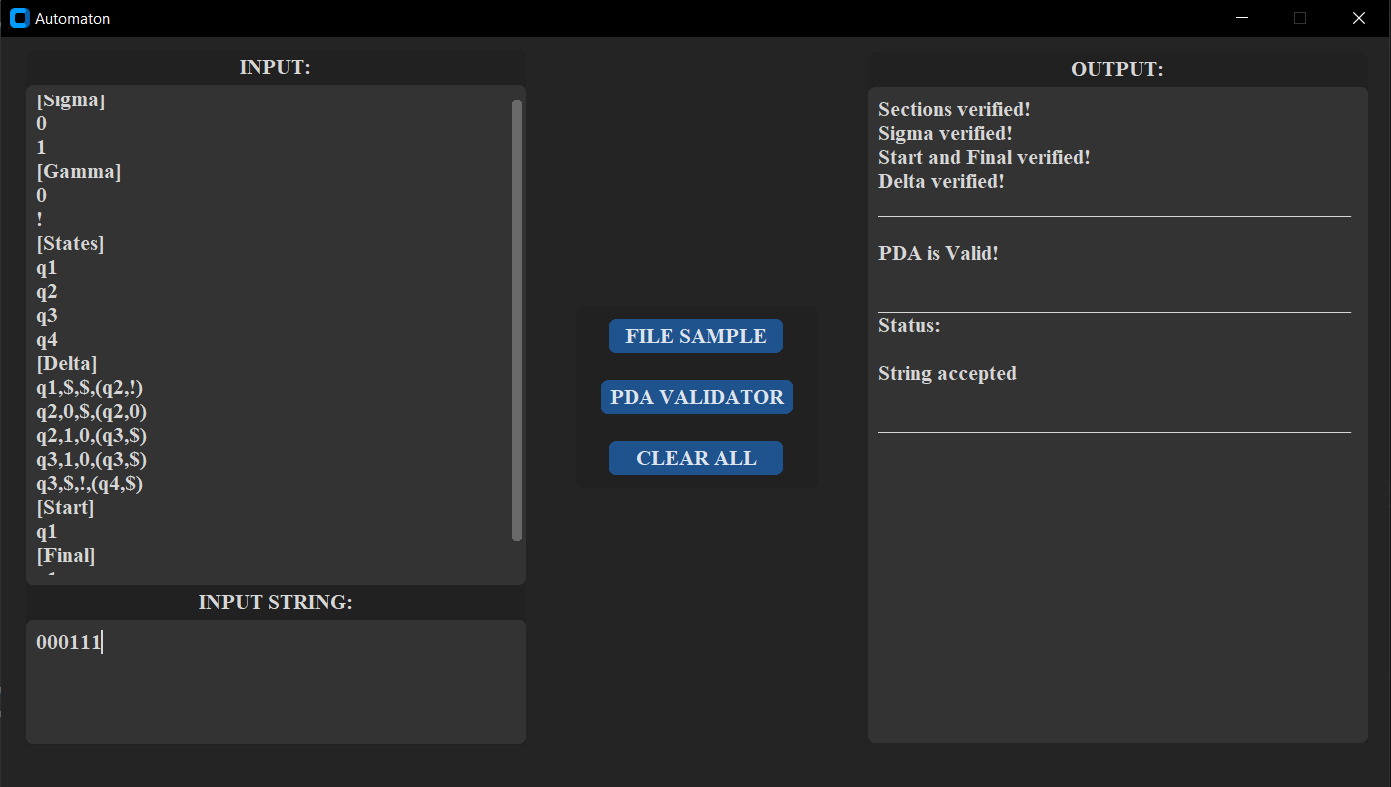 Automaton
INPUT:
[Sigma]
0
1
[Gamma]
0
!
[States]
q1
q2
q3
q4
[Delta]
q1,$,$,(q2,!)
q2,0,$,(q2,0)
q2,1,0,(q3,$)
q3,1,0,(q3,$)
q3,$,!,(q4,$)
[Start]
q1
[Final]
INPUT STRING:
000111
FILE SAMPLE
PDA VALIDATOR
CLEAR ALL
OUTPUT:
Sections verified!
Sigma verified!
Start and Final verified!
Delta verified!
PDA is Valid!
Status:
String accepted